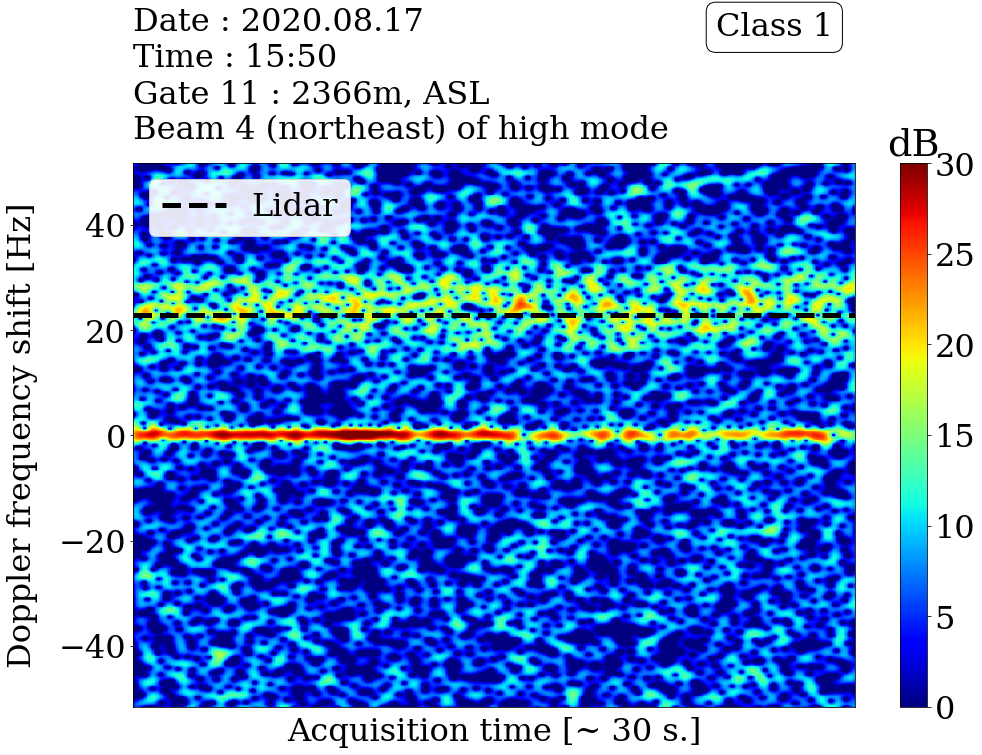 Date : 2020.08.17
Time : 15:50
Gate 11 : 2366m, ASL
Beam 4 (northeast) of high mode
Class 1
dB
Lidar
Doppler frequency shift [Hz]
40
20
0
−20
−40
30
25
20
15
10
5
0
Acquisition time [~ 30 s.]